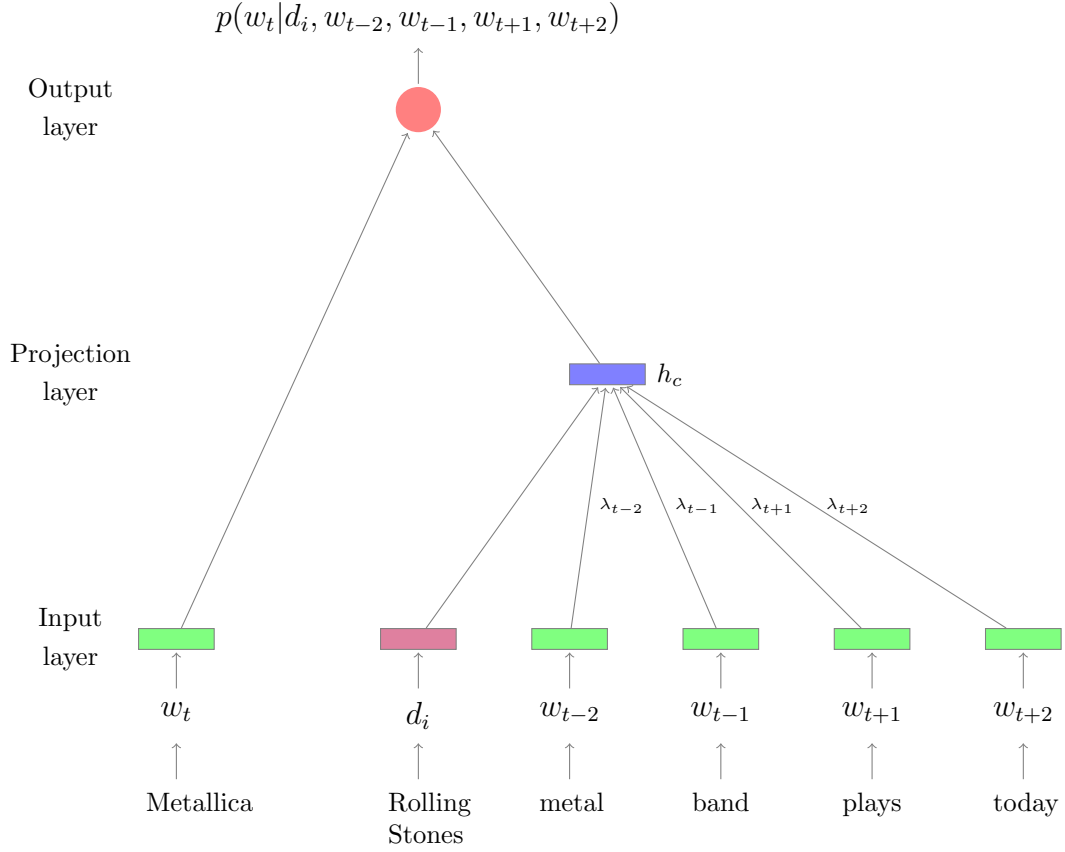 p(w_t|d_i, w_{t−2}, w_{t−1}, w_{t+1}, w_{t+2})
Output
layer
Projection
layer
h_c
λ_{t−2} λ_{t−1} λ_{t+1} λ_{t+2}
Input
layer
w_t d_i w_{t−2} w_{t−1} w_{t+1} w_{t+2}
Metallica Rolling metal band plays today
Stones